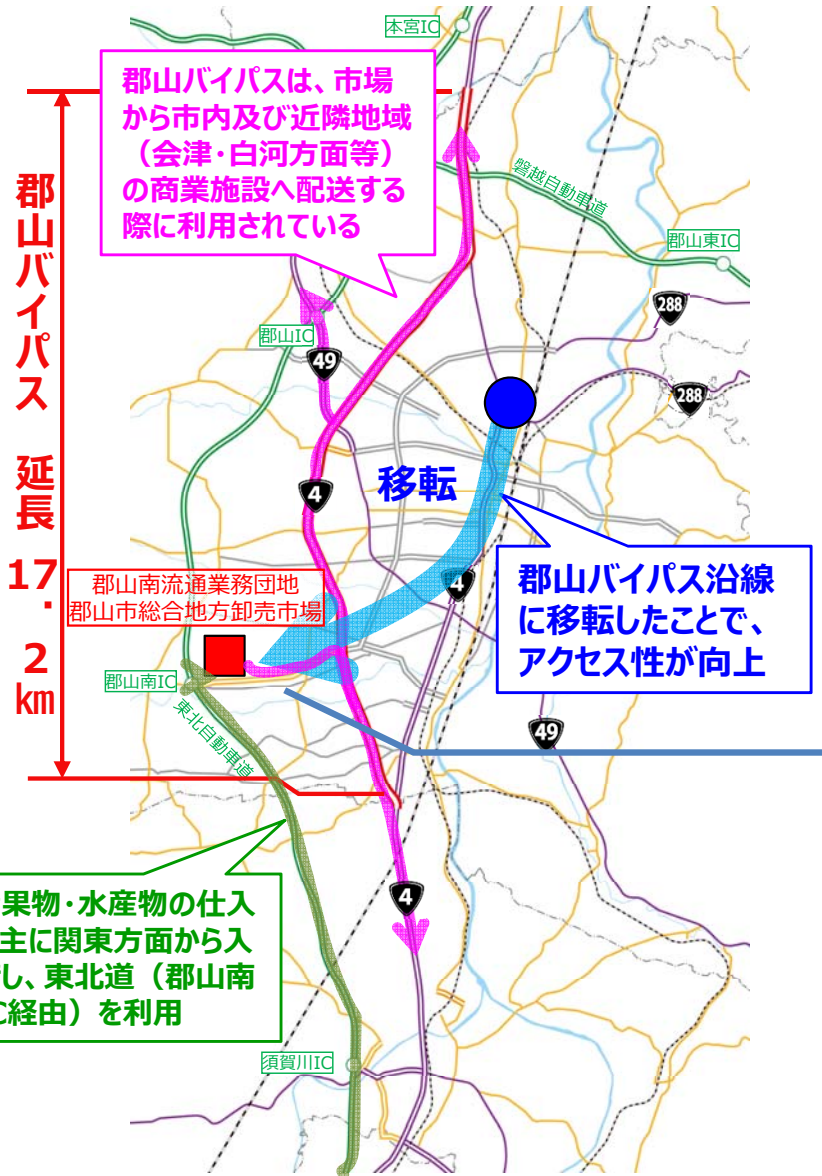 本宮IC
郡山バイパスは、市場
から市内及び近隣地域
（会津・白河方面等）
の商業施設へ配送する
際に利用されている
磐越自動車道
郡山東IC
288
郡山IC
49
288
郡山バイパス 延長 17.2km
4
移転
4
郡山バイパス沿線
に移転したことで、
アクセス性が向上
郡山南流通業務団地
郡山市総合地方卸売市場
郡山南IC
東北自動車道
49
4
果物・水産物の仕入
主に関東方面から入
し、東北道（郡山南
C経由）を利用
須賀川IC